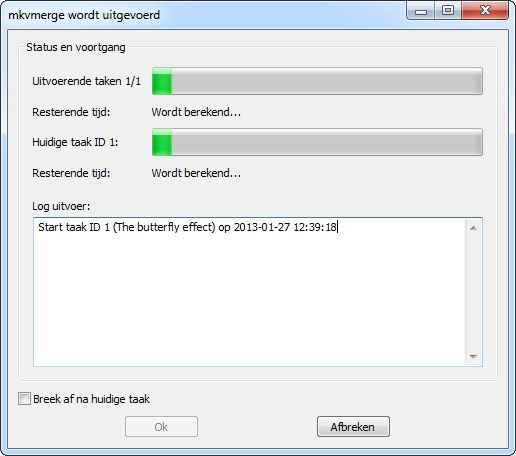 mkvmerge wordt uitgevoerd
Status en voortgang
Uitvoerende taken 1/1
Resterende tijd: Wordt berekend...
Huidige taak ID 1:
Resterende tijd: Wordt berekend...
Log uitvoer:
Start taak ID 1 (The butterfly effect) op 2013-01-27 12:39:18
Breek af na huidige taak
Ok Afbreken